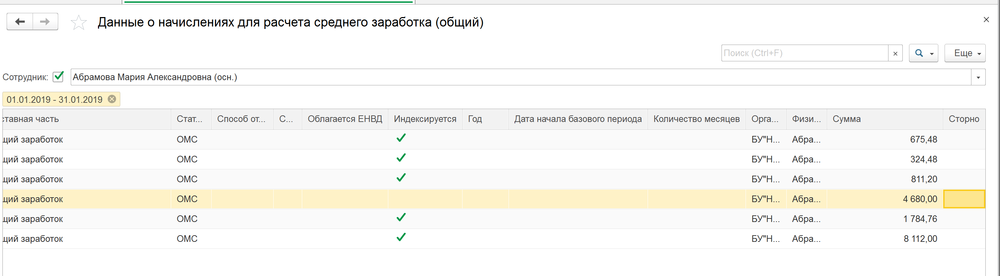 Данные о начислениях для расчета среднего заработка (общий)
Поиск (Ctrl+F) × Еще
Сотрудник: Абрамова Мария Александровна (осн.)
01.01.2019 - 31.01.2019
ставная часть Стат... Способ от... С... Облагается ЕНВД Индексируется Год Дата начала базового периода Количество месяцев Орга... Физи... Сумма Сторно
щий заработок ОМС БУ"Н... Абра... 675,48
щий заработок ОМС БУ"Н... Абра... 324,48
щий заработок ОМС БУ"Н... Абра... 811,20
щий заработок ОМС БУ"Н... Абра... 4 680,00
щий заработок ОМС БУ"Н... Абра... 1 784,76
щий заработок ОМС БУ"Н... Абра... 8 112,00